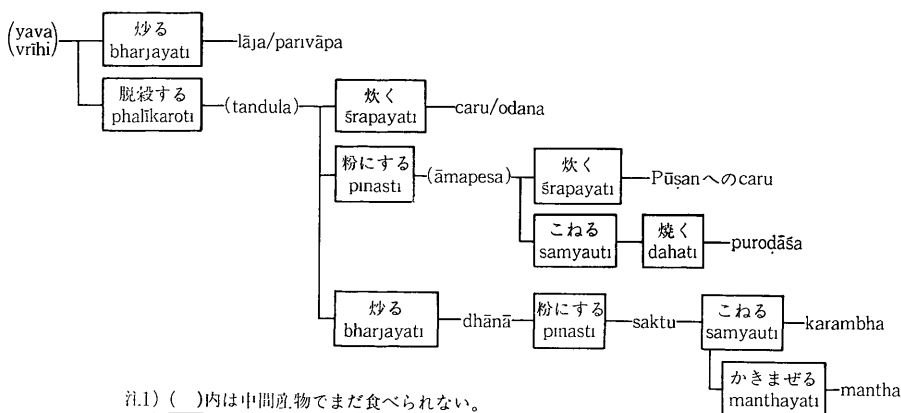 (yava
vrīhi)
炒る
bharjayati
lāja/parivāpa
脱穀する
phalīkaroti
(tandula)
炊く
śrapayati
caru/odana
粉にする
pinasti
(āmapesa)
炊く
śrapayati
Pūṣanへのcaru
こねる
samyauti
焼く
dahati
puroḍāśa
炒る
bharjayati
dhānā
粉にする
pinasti
saktu
こねる
samyauti
karambha
かきまぜる
manthayati
mantha
注1) ( )内は中間産物でまだ食べられない。